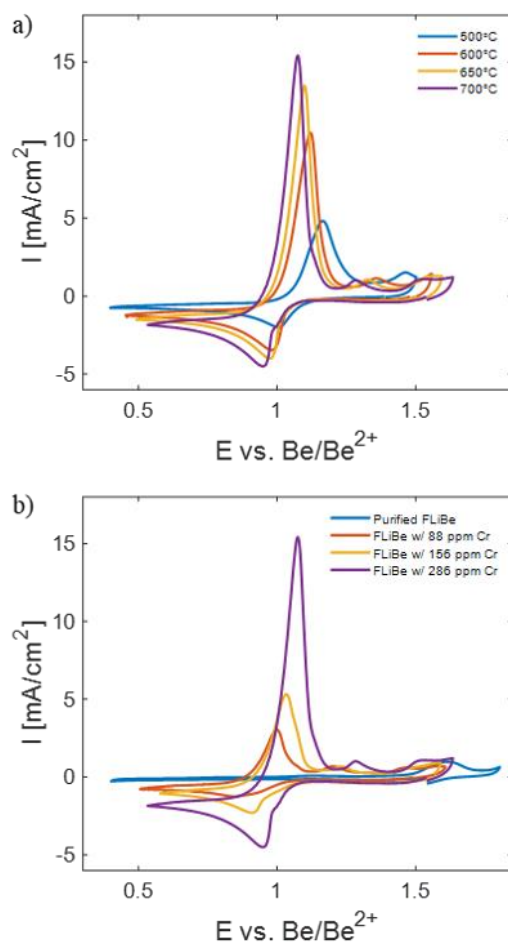 a)
15
10
5
0
-5
I [mA/cm²]
500°C
600°C
650°C
700°C
0.5 1 1.5
E vs. Be/Be²⁺
b)
15
10
5
0
-5
I [mA/cm²]
Purified FLiBe
FLiBe w/ 88 ppm Cr
FLiBe w/ 156 ppm Cr
FLiBe w/ 286 ppm Cr
0.5 1 1.5
E vs. Be/Be²⁺